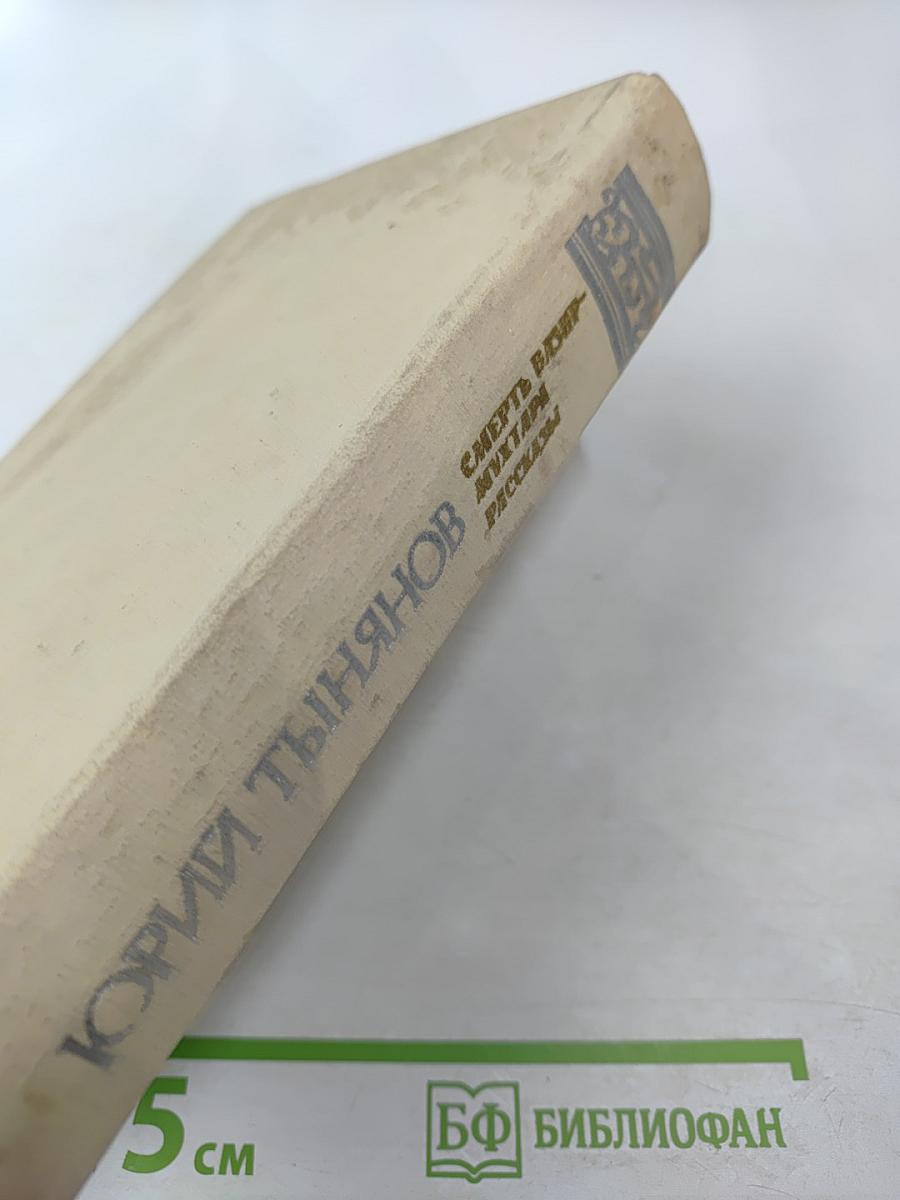 ЮРИЙ ТЫНЯНОВ
СМЕРТЬ ВАЗИР-
МУХТАРА
РАССКАЗЫ
5 см
БФ БИБЛИОФАН